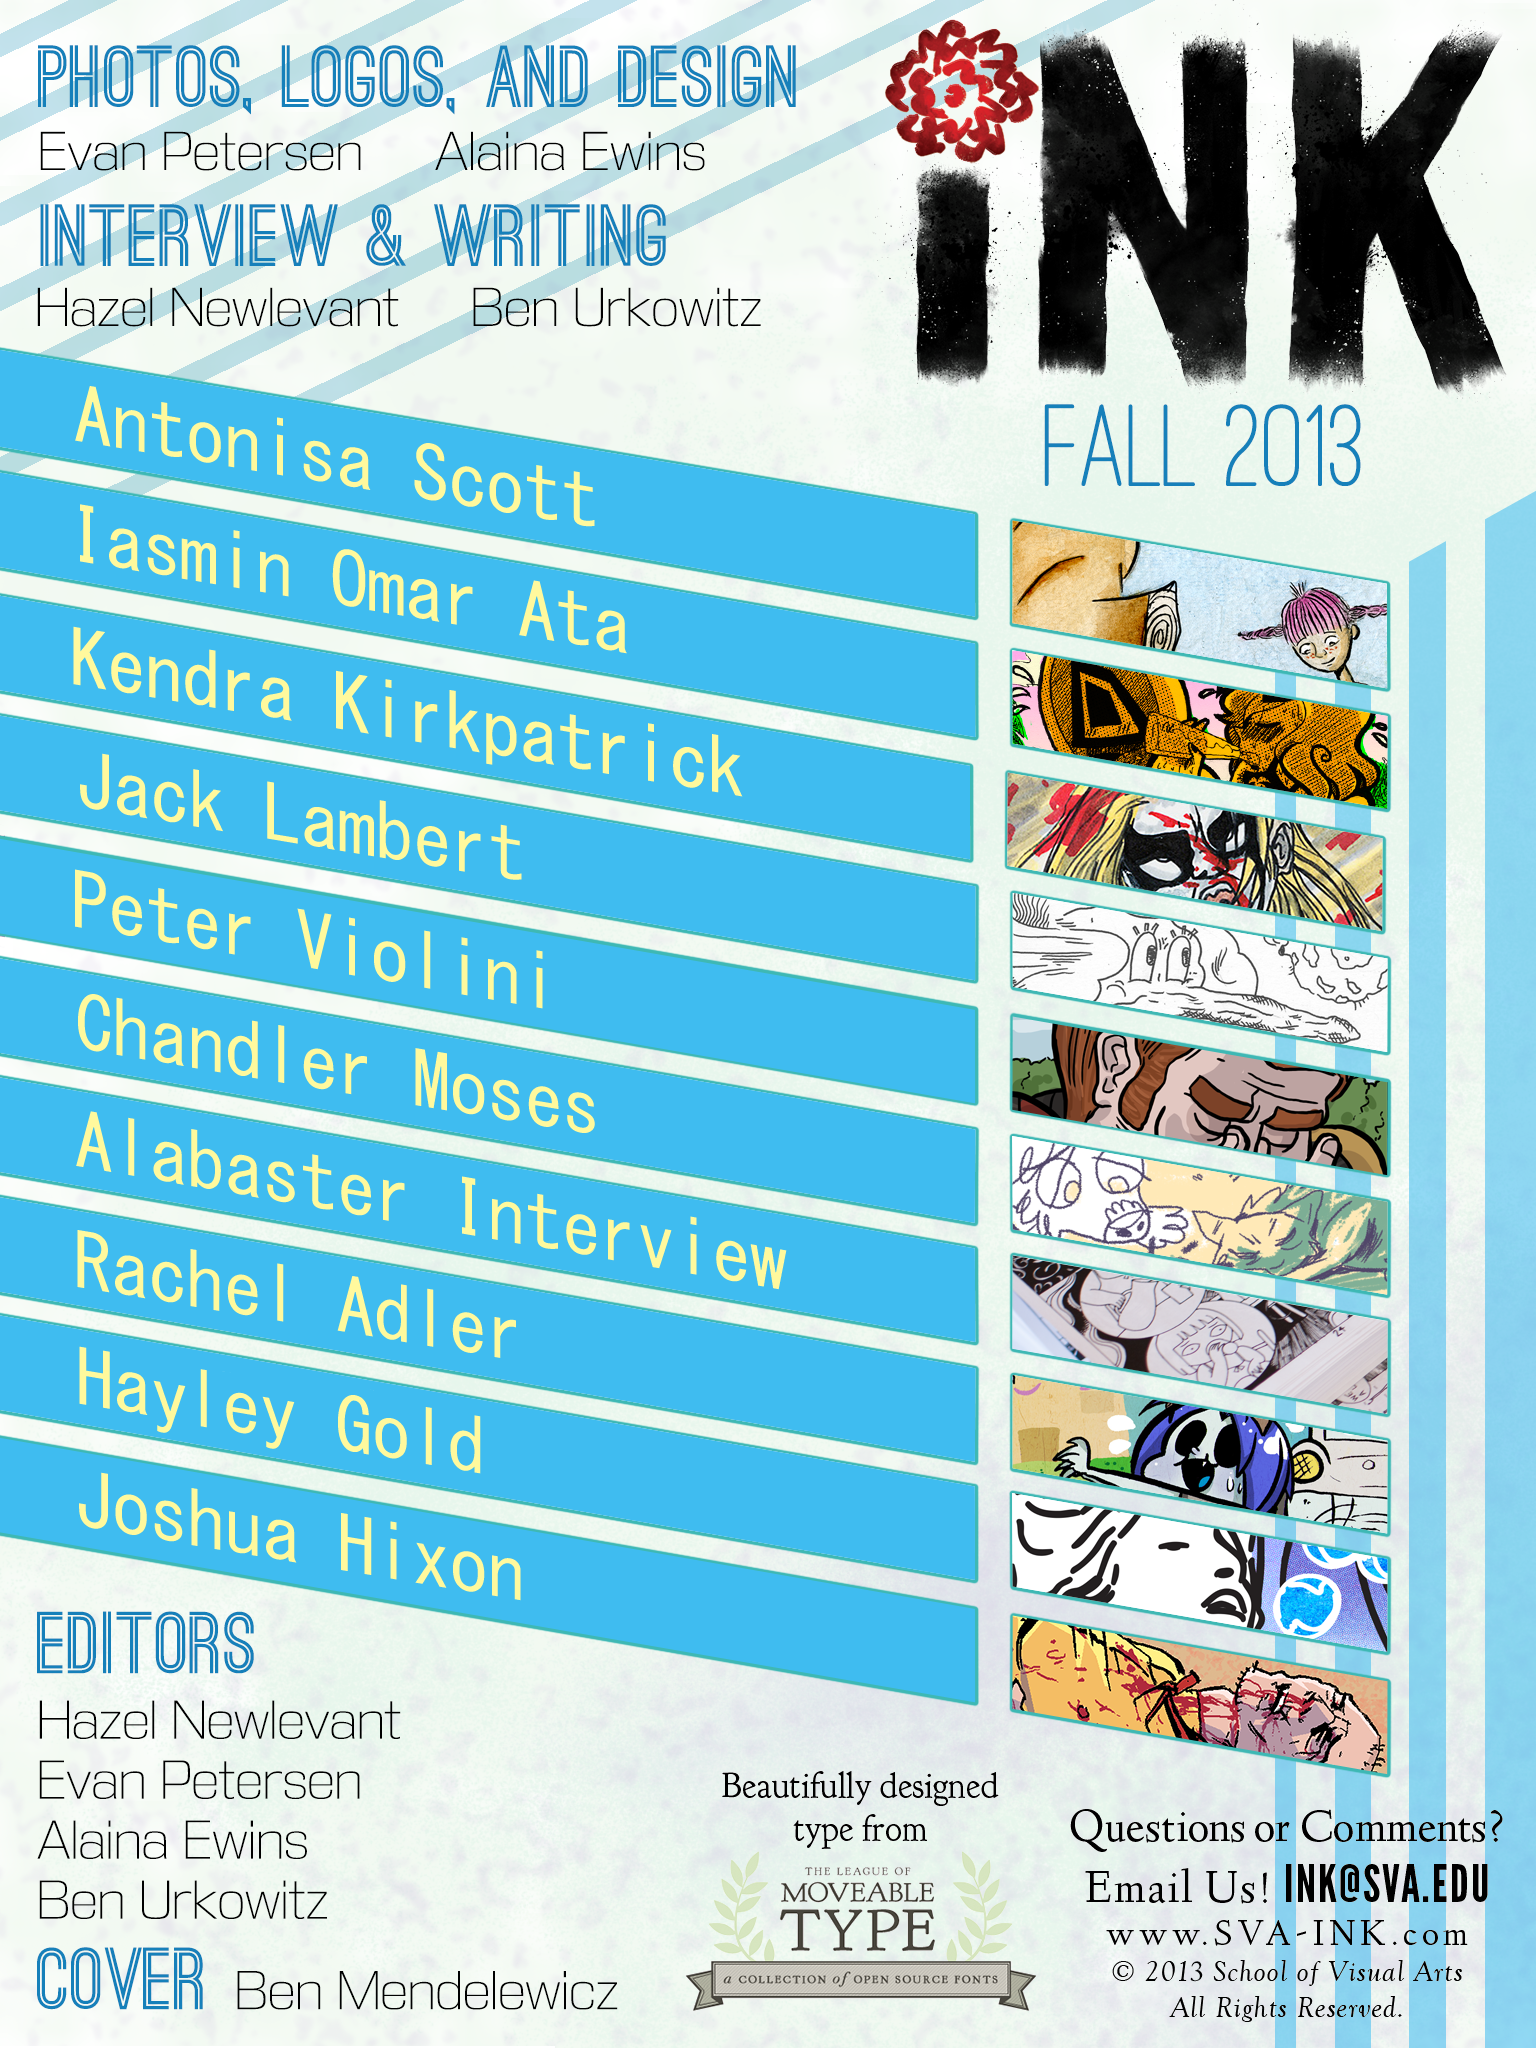 PHOTOS, LOGOS, AND DESIGN
Evan Petersen Alaina Ewins
INTERVIEW & WRITING
Hazel Newlevant Ben Urkowitz
iNK
FALL 2013
Antonisa Scott
Iasmin Omar Ata
Kendra Kirkpatrick
Jack Lambert
Peter Violini
Chandler Moses
Alabaster Interview
Rachel Adler
Hayley Gold
Joshua Hixon
EDITORS
Hazel Newlevant
Evan Petersen
Alaina Ewins
Ben Urkowitz
COVER Ben Mendelewicz
Beautifully designed
type from
THE LEAGUE OF
MOVEABLE
TYPE
a COLLECTION of OPEN SOURCE FONTS
Questions or Comments?
Email Us! INK@SVA.EDU
www.SVA-INK.com
© 2013 School of Visual Arts
All Rights Reserved.